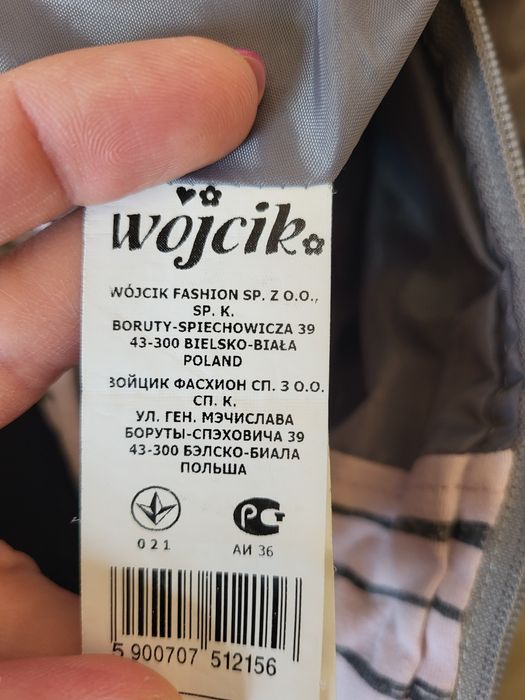 wójcik
WÓJCIK FASHION SP. Z O.O.,
SP. K.
BORUTY-SPIECHOWICZA 39
43-300 BIELSKO-BIAŁA
POLAND
ВОЙЦИК ФАСХИОН СП. З О.О.
СП. К.
УЛ. ГЕН. МЭЧИСЛАВА
БОРУТЫ-СПЭХОВИЧА 39
43-300 БЭЛСКО-БИАЛА
ПОЛЬША
РСТ
021 АИ 36
5 900707 512156